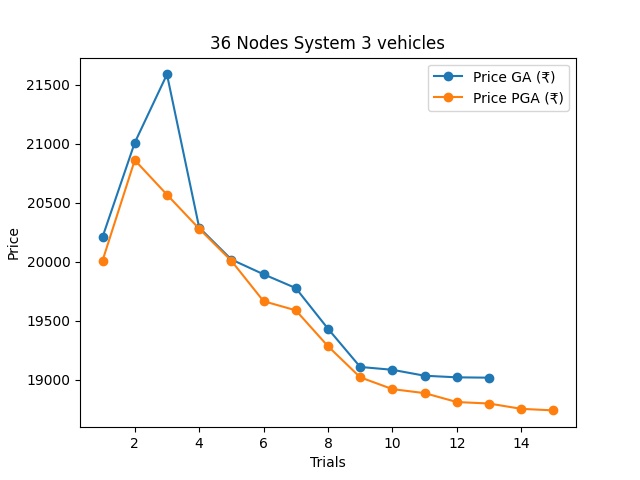 36 Nodes System 3 vehicles
Price GA (₹)
Price PGA (₹)
Price
21500
21000
20500
20000
19500
19000
2 4 6 8 10 12 14
Trials